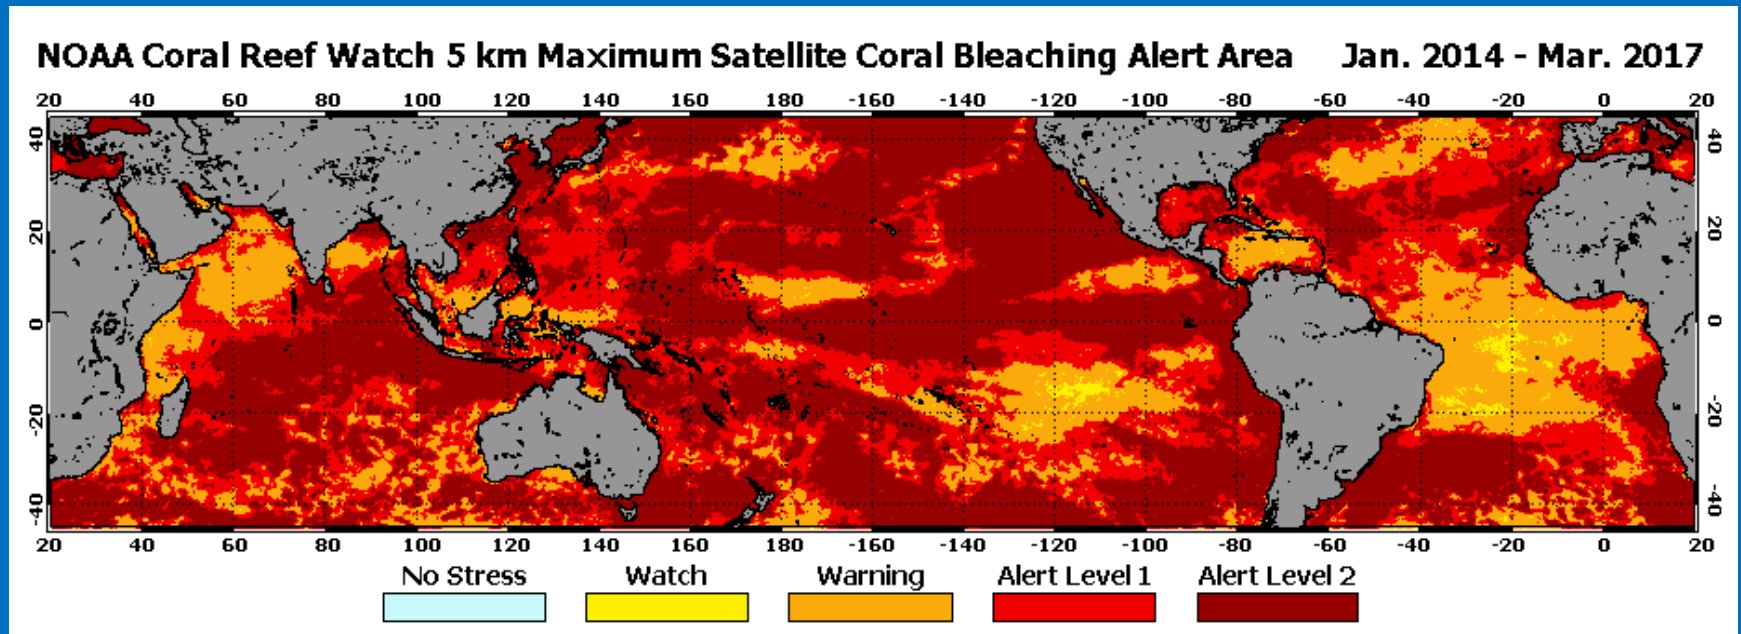 NOAA Coral Reef Watch 5 km Maximum Satellite Coral Bleaching Alert Area Jan. 2014 - Mar. 2017
20 40 60 80 100 120 140 160 180 -160 -140 -120 -100 -80 -60 -40 -20 0 20
40 40
20 20
0 0
-20 -20
-40 -40
20 40 60 80 100 120 140 160 180 -160 -140 -120 -100 -80 -60 -40 -20 0 20
No Stress Watch Warning Alert Level 1 Alert Level 2